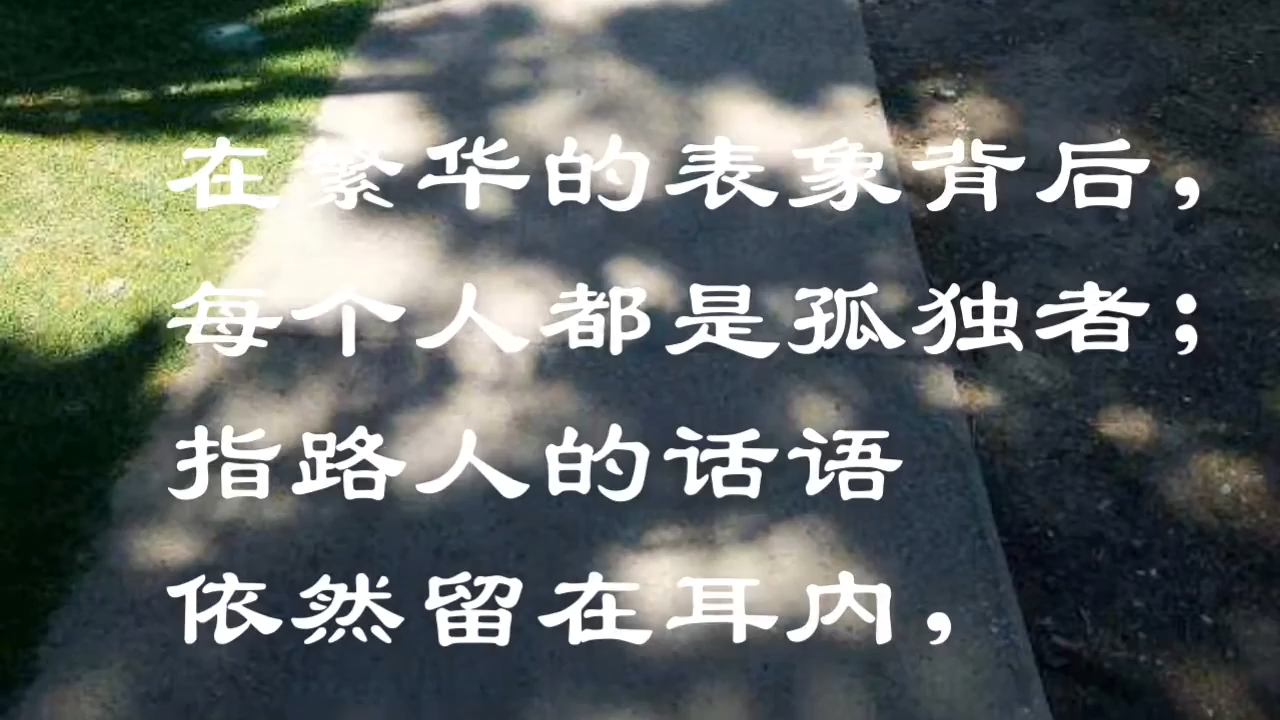 在繁华的表象背后，
每个人都是孤独者；
指路人的话语
依然留在耳内，